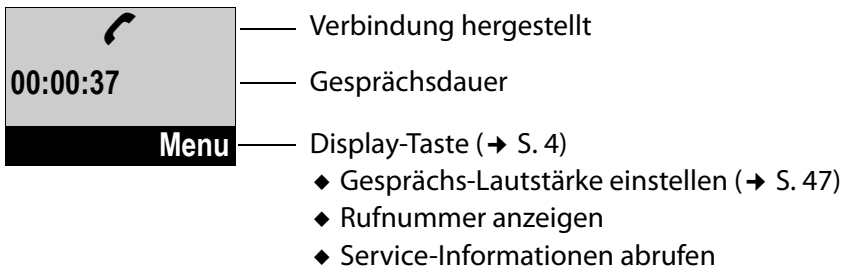 Verbindung hergestellt
00:00:37 Gesprächsdauer
Menu Display-Taste (➔ S. 4)
◆ Gesprächs-Lautstärke einstellen (➔ S. 47)
◆ Rufnummer anzeigen
◆ Service-Informationen abrufen